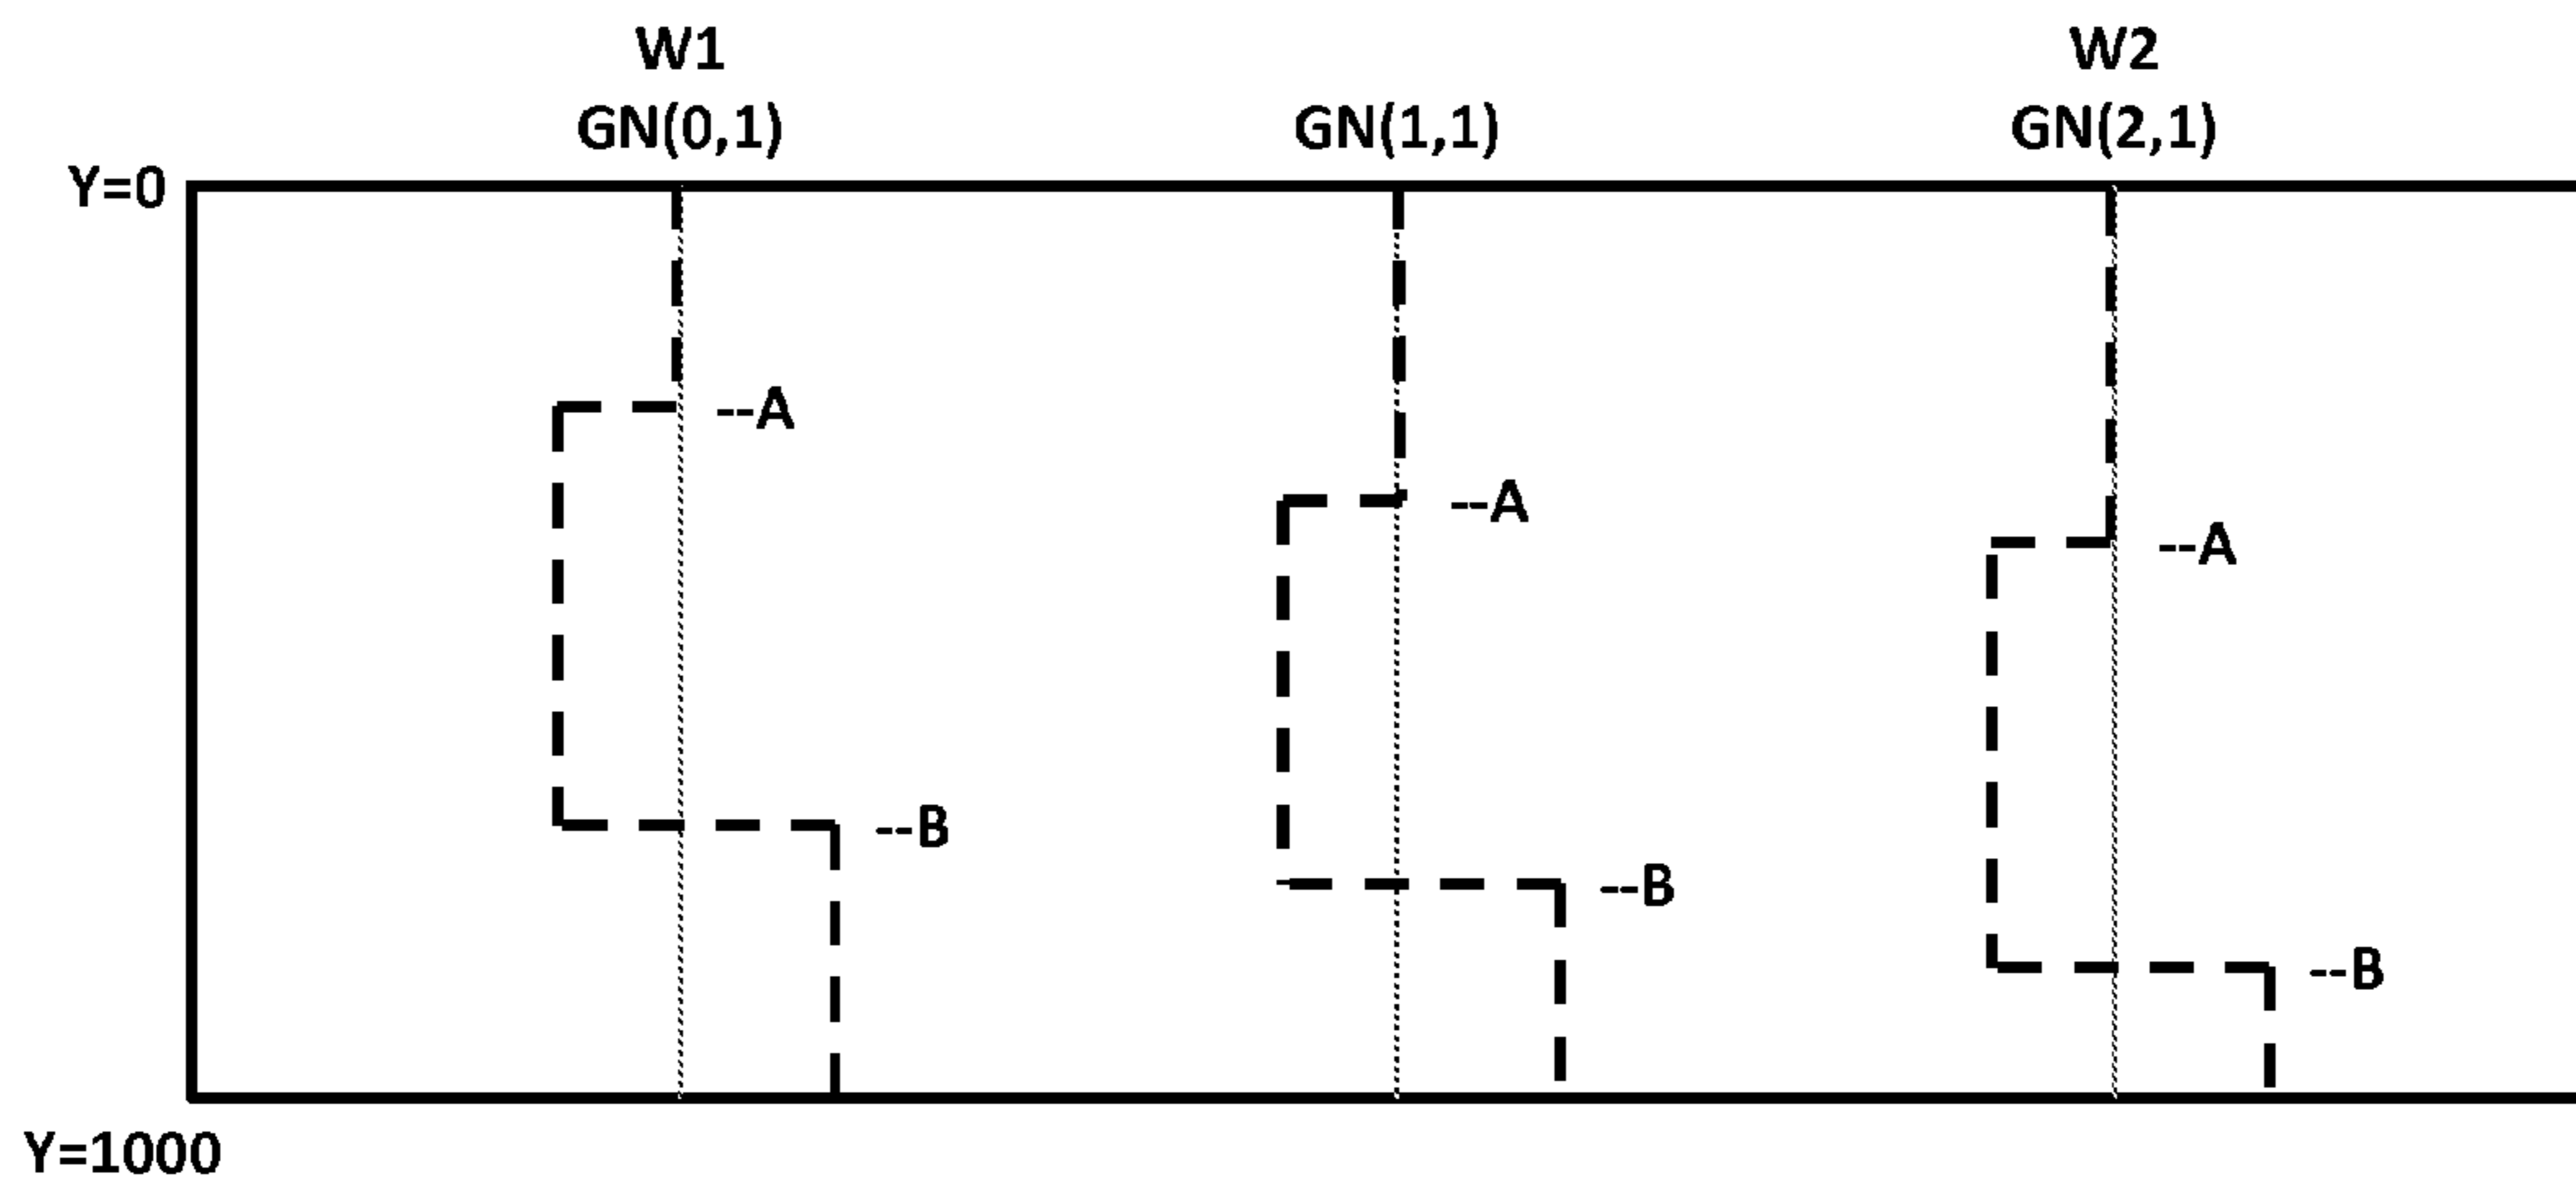 W1
W2
GN(0,1)
GN(1,1)
GN(2,1)
Y=0
--A
--A
--A
--B
--B
--B
Y=1000